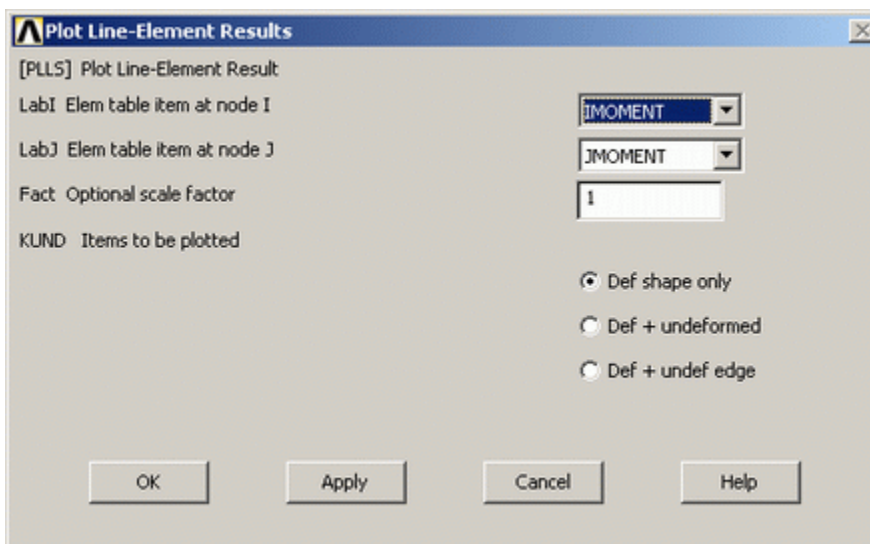 Plot Line-Element Results
[PLLS] Plot Line-Element Result
LabI Elem table item at node I
IMOMENT
LabJ Elem table item at node J
JMOMENT
Fact Optional scale factor
1
KUND Items to be plotted
Def shape only
Def + undeformed
Def + undef edge
OK Apply Cancel Help